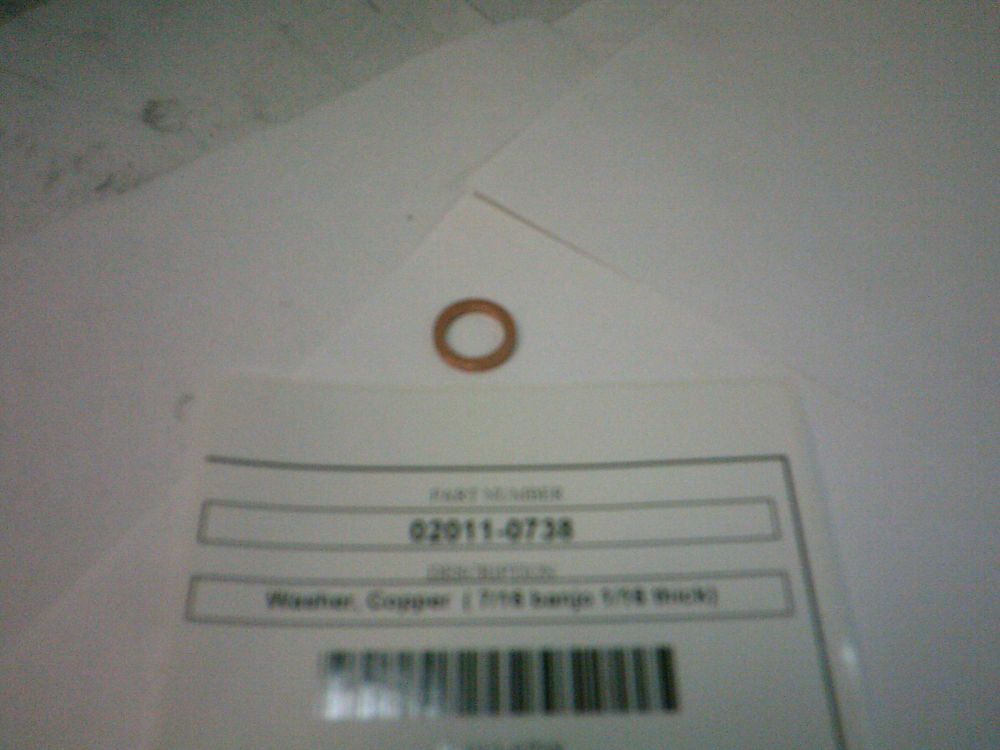 PART NUMBER
02011-0738
DESCRIPTION
Washer, Copper ( 7/16 banjo 1/16 thick)